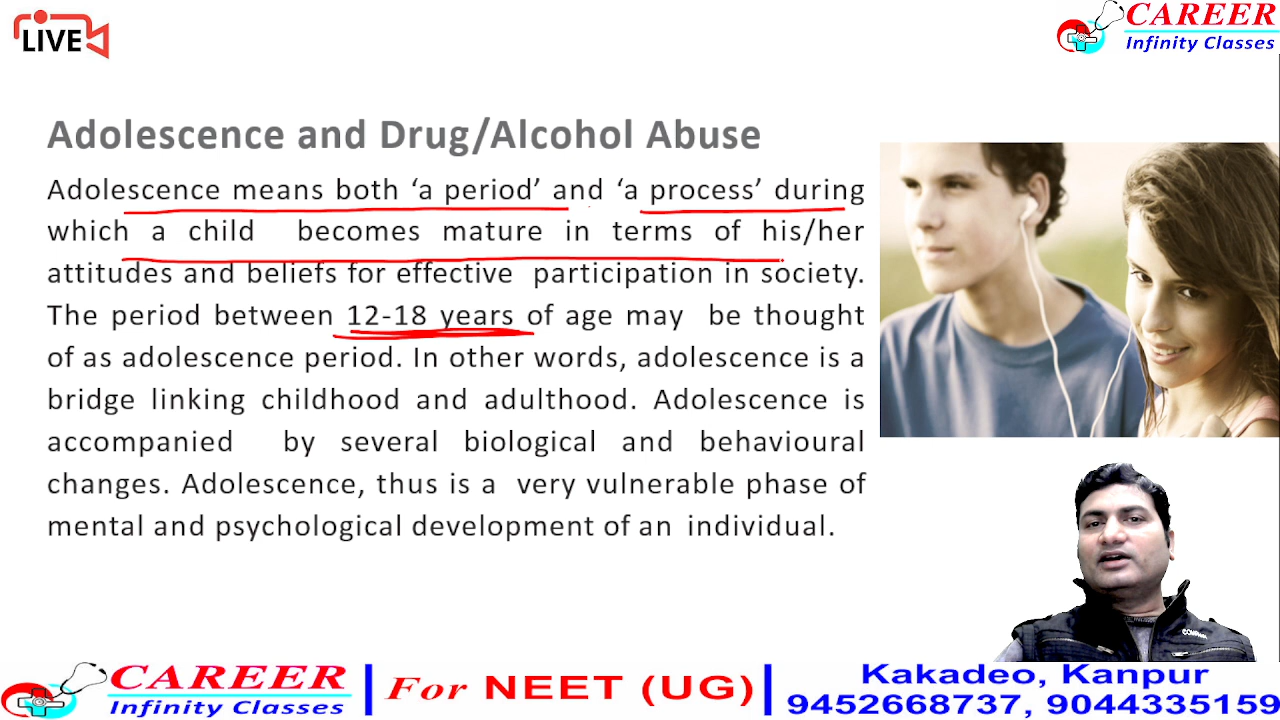 LIVE
CAREER
Infinity Classes
Adolescence and Drug/Alcohol Abuse
Adolescence means both ‘a period’ and ‘a process’ during
which a child becomes mature in terms of his/her
attitudes and beliefs for effective participation in society.
The period between 12-18 years of age may be thought
of as adolescence period. In other words, adolescence is a
bridge linking childhood and adulthood. Adolescence is
accompanied by several biological and behavioural
changes. Adolescence, thus is a very vulnerable phase of
mental and psychological development of an individual.
COMPANY
CAREER
Infinity Classes
For NEET (UG)
Kakadeo, Kanpur
9452668737, 9044335159